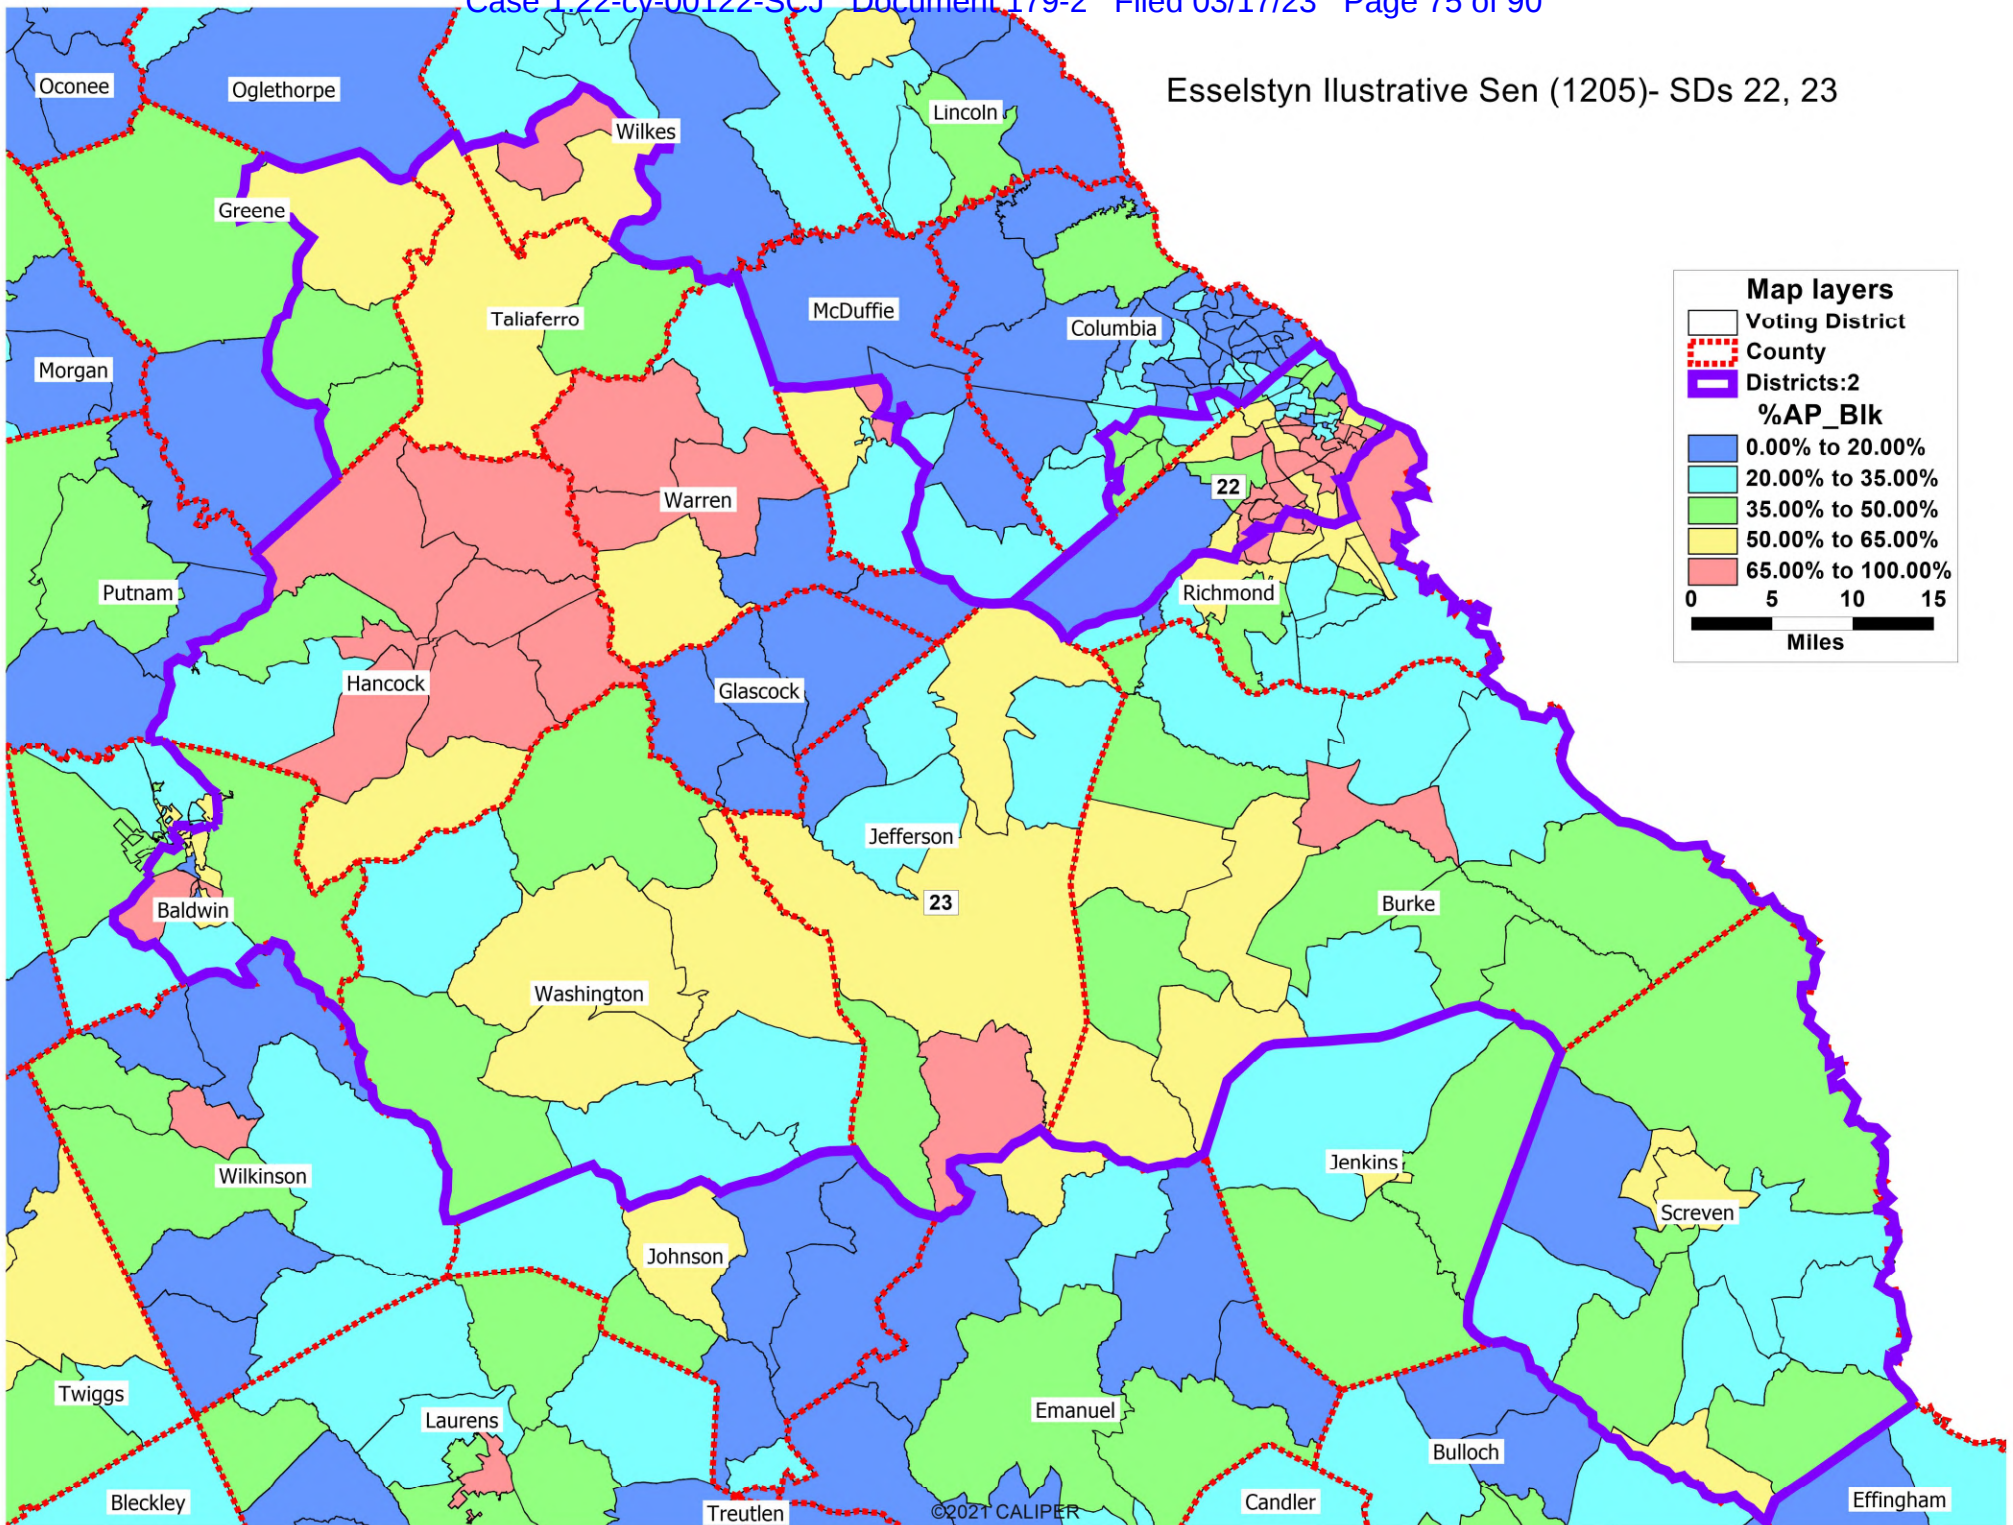 Case 1:22-cv-00122-SCJ Document 179-2 Filed 03/17/23 Page 75 of 90
Esselstyn Ilustrative Sen (1205)- SDs 22, 23
Oconee
Oglethorpe
Wilkes
Lincoln
Greene
Taliaferro
McDuffie
Columbia
Morgan
Warren
22
Putnam
Richmond
Hancock
Glascock
Jefferson
23
Baldwin
Burke
Washington
Wilkinson
Jenkins
Screven
Johnson
Twiggs
Laurens
Emanuel
Bulloch
Bleckley
Treutlen
©2021 CALIPER
Candler
Effingham
Map layers
Voting District
County
Districts:2
%AP_Blk
0.00% to 20.00%
20.00% to 35.00%
35.00% to 50.00%
50.00% to 65.00%
65.00% to 100.00%
0 5 10 15
Miles